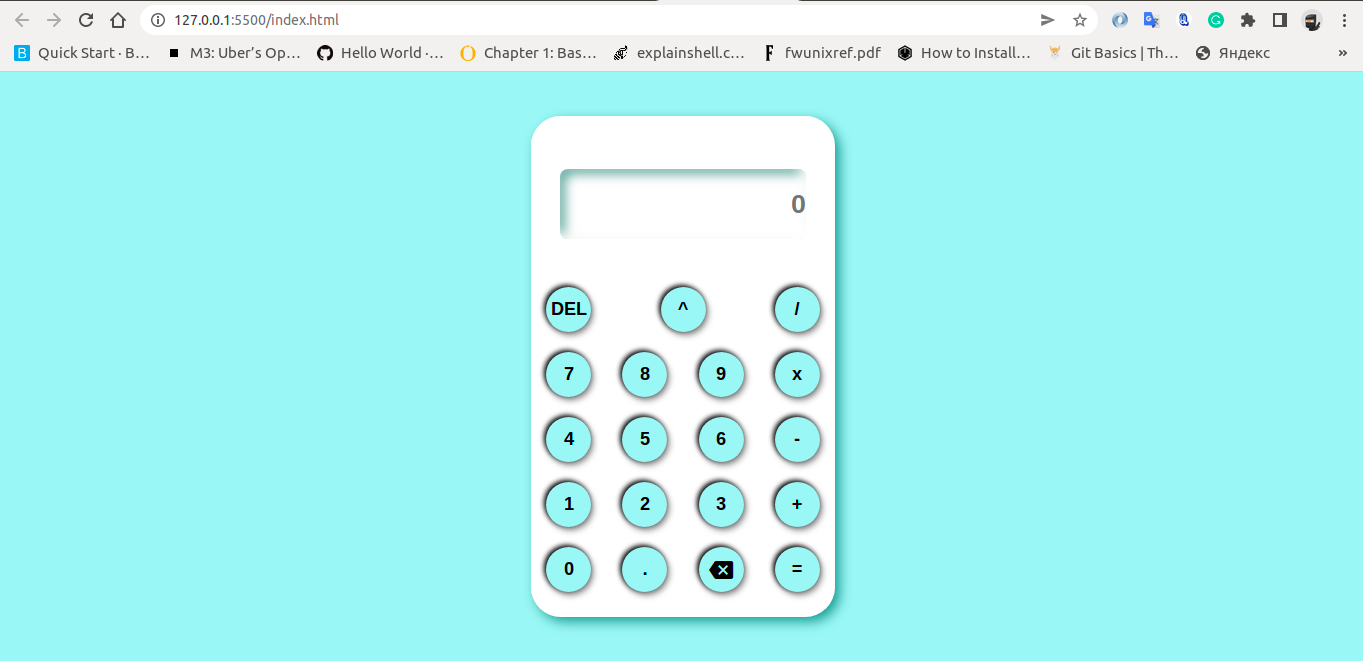 127.0.0.1:5500/index.html
B Quick Start · B… M3: Uber’s Op… Hello World ·… Chapter 1: Bas… explainshell.c… fwunixref.pdf How to Install… Git Basics | Th… Яндекс »
0
DEL ^ /
7 8 9 x
4 5 6 -
1 2 3 +
0 . =